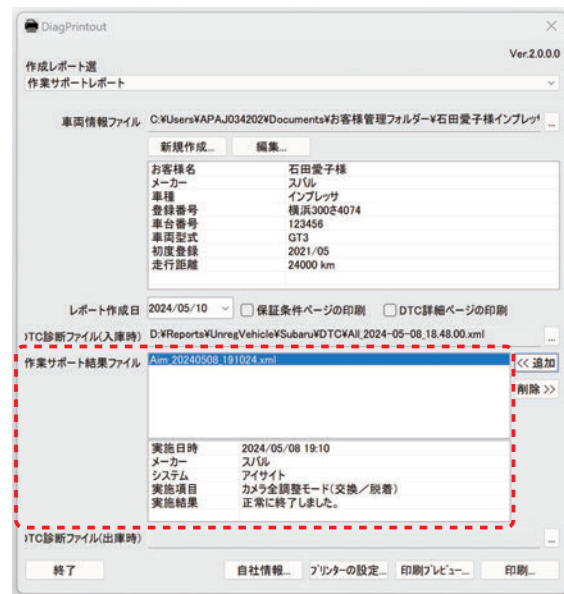 DiagPrintout
Ver.2.0.0.0
作成レポート選
作業サポートレポート
車両情報ファイル C:¥Users¥APAJ034202¥Documents¥お客様管理フォルダー¥石田愛子様インプレッサ ...
新規作成... 編集...
お客様名 石田愛子様
メーカー スバル
車種 インプレッサ
登録番号 横浜300さ4074
車台番号 123456
車両型式 GT3
初度登録 2021/05
走行距離 24000 km
レポート作成日 2024/05/10 保証条件ページの印刷 DTC詳細ページの印刷
DTC診断ファイル(入庫時) D:¥Reports¥UnregVehicle¥Subaru¥DTC¥All_2024-05-08_18.48.00.xml ...
作業サポート結果ファイル Aim_20240508_191024.xml << 追加
削除 >>
実施日時 2024/05/08 19:10
メーカー スバル
システム アイサイト
実施項目 カメラ全調整モード(交換/脱着)
実施結果 正常に終了しました。
DTC診断ファイル(出庫時) ...
終了 自社情報... プリンターの設定... 印刷プレビュー... 印刷...